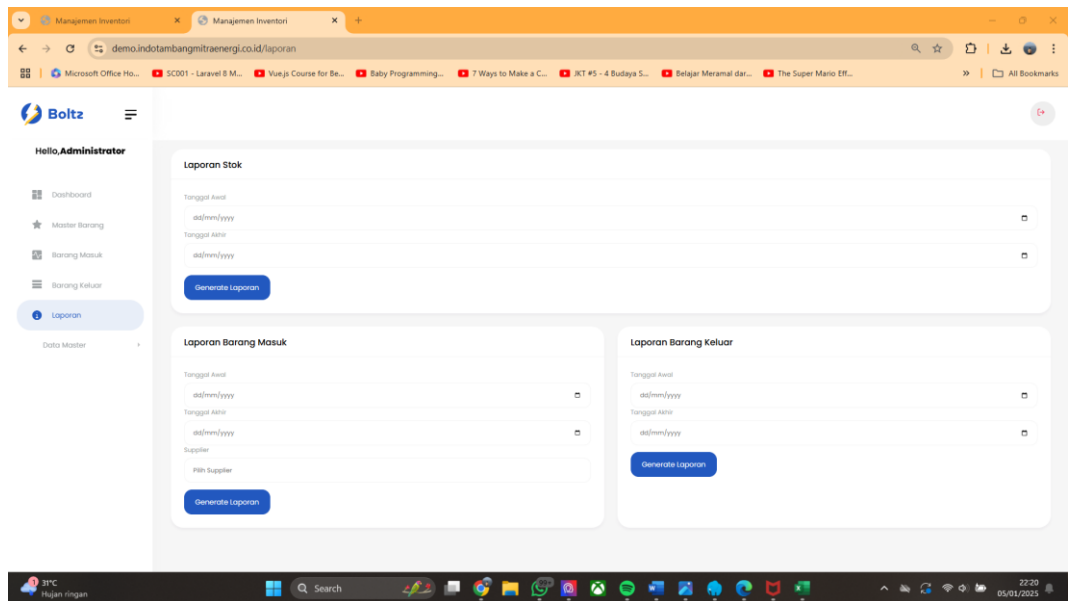 Manajemen Inventori
Manajemen Inventori
demo.indotambangmitraenergi.co.id/laporan
Microsoft Office Ho...
SC001 - Laravel 8 M...
Vue.js Course for Be...
Baby Programming...
7 Ways to Make a C...
JKT #5 - 4 Budaya S...
Belajar Meramal dar...
The Super Mario Eff...
All Bookmarks
Boltz
Hello,Administrator
Dashboard
Master Barang
Barang Masuk
Barang Keluar
Laporan
Data Master
Laporan Stok
Tanggal Awal
dd/mm/yyyy
Tanggal Akhir
dd/mm/yyyy
Generate Laporan
Laporan Barang Masuk
Tanggal Awal
dd/mm/yyyy
Tanggal Akhir
dd/mm/yyyy
Supplier
Pilih Supplier
Generate Laporan
Laporan Barang Keluar
Tanggal Awal
dd/mm/yyyy
Tanggal Akhir
dd/mm/yyyy
Generate Laporan
1
31°C
Hujan ringan
Search
22:20
05/01/2025